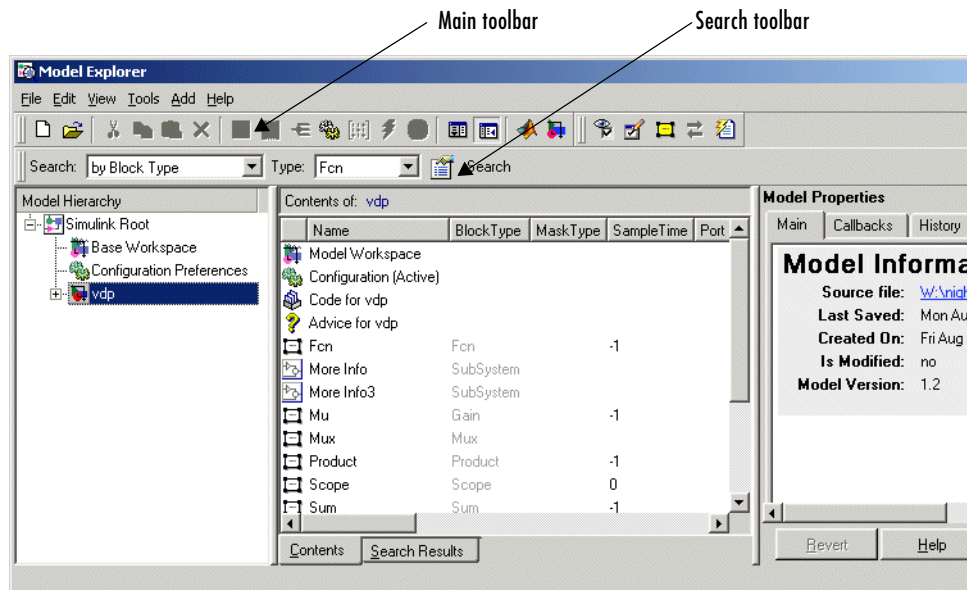 Main toolbar
Search toolbar
Model Explorer
File Edit View Tools Add Help
Search: by Block Type Type: Fcn Search
Model Hierarchy
Simulink Root
Base Workspace
Configuration Preferences
vdp
Contents of: vdp
Name BlockType MaskType SampleTime Port
Model Workspace
Configuration (Active)
Code for vdp
Advice for vdp
Fcn Fcn -1
More Info SubSystem
More Info3 SubSystem
Mu Gain -1
Mux Mux
Product Product -1
Scope Scope 0
Sum Sum -1
Contents Search Results
Model Properties
Main Callbacks History
Model Informa
Source file: W:\nigh
Last Saved: Mon Au
Created On: Fri Aug
Is Modified: no
Model Version: 1.2
Revert Help